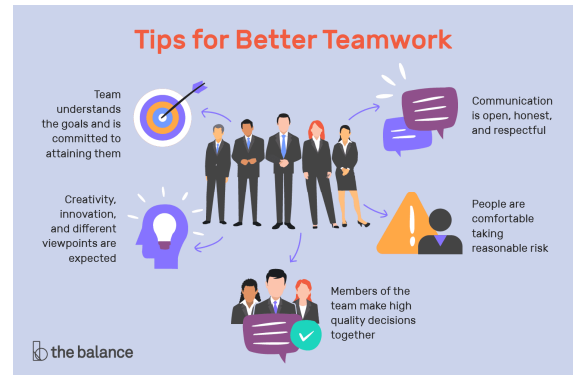 Tips for Better Teamwork
Team
understands
the goals and is
committed to
attaining them
Communication
is open, honest,
and respectful
Creativity,
innovation,
and different
viewpoints are
expected
People are
comfortable
taking
reasonable risk
Members of the
team make high
quality decisions
together
the balance